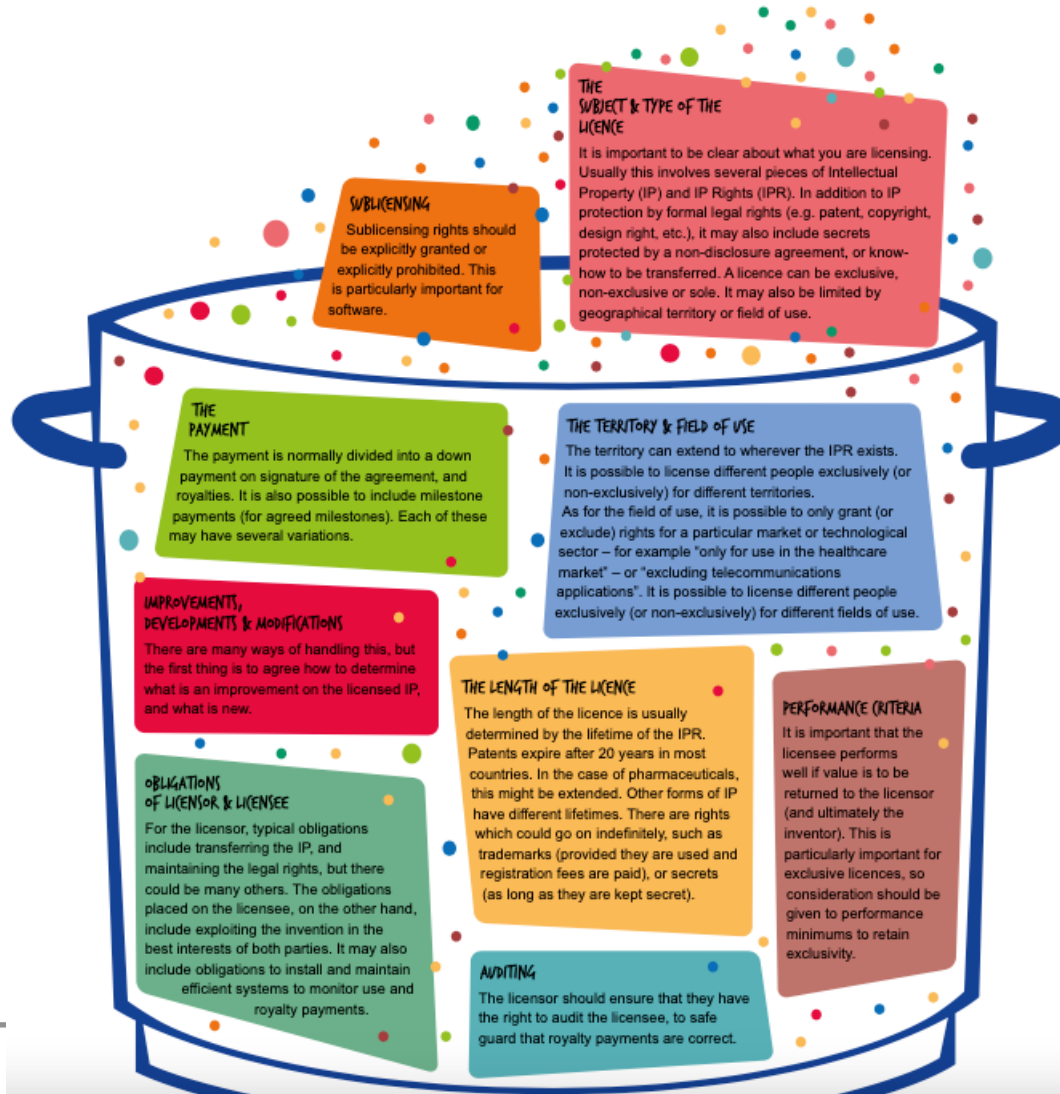 THE
SUBJECT & TYPE OF THE
LICENCE
It is important to be clear about what you are licensing.
Usually this involves several pieces of Intellectual
Property (IP) and IP Rights (IPR). In addition to IP
protection by formal legal rights (e.g. patent, copyright,
design right, etc.), it may also include secrets
protected by a non-disclosure agreement, or know-
how to be transferred. A licence can be exclusive,
non-exclusive or sole. It may also be limited by
geographical territory or field of use.
SUBLICENSING
Sublicensing rights should
be explicitly granted or
explicitly prohibited. This
is particularly important for
software.
THE
PAYMENT
The payment is normally divided into a down
payment on signature of the agreement, and
royalties. It is also possible to include milestone
payments (for agreed milestones). Each of these
may have several variations.
THE TERRITORY & FIELD OF USE
The territory can extend to wherever the IPR exists.
It is possible to license different people exclusively (or
non-exclusively) for different territories.
As for the field of use, it is possible to only grant (or
exclude) rights for a particular market or technological
sector – for example "only for use in the healthcare
market" – or "excluding telecommunications
applications". It is possible to license different people
exclusively (or non-exclusively) for different fields of use.
IMPROVEMENTS,
DEVELOPMENTS & MODIFICATIONS
There are many ways of handling this, but
the first thing is to agree how to determine
what is an improvement on the licensed IP,
and what is new.
THE LENGTH OF THE LICENCE
The length of the licence is usually
determined by the lifetime of the IPR.
Patents expire after 20 years in most
countries. In the case of pharmaceuticals,
this might be extended. Other forms of IP
have different lifetimes. There are rights
which could go on indefinitely, such as
trademarks (provided they are used and
registration fees are paid), or secrets
(as long as they are kept secret).
PERFORMANCE CRITERIA
It is important that the
licensee performs
well if value is to be
returned to the licensor
(and ultimately the
inventor). This is
particularly important for
exclusive licences, so
consideration should be
given to performance
minimums to retain
exclusivity.
OBLIGATIONS
OF LICENSOR & LICENSEE
For the licensor, typical obligations
include transferring the IP, and
maintaining the legal rights, but there
could be many others. The obligations
placed on the licensee, on the other hand,
include exploiting the invention in the
best interests of both parties. It may also
include obligations to install and maintain
efficient systems to monitor use and
royalty payments.
AUDITING
The licensor should ensure that they have
the right to audit the licensee, to safe
guard that royalty payments are correct.